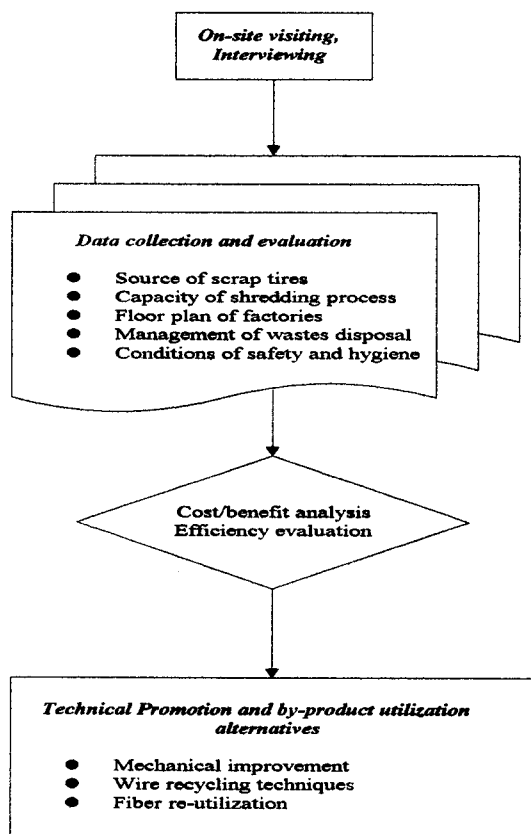 On-site visiting,
Interviewing
Data collection and evaluation
● Source of scrap tires
● Capacity of shredding process
● Floor plan of factories
● Management of wastes disposal
● Conditions of safety and hygiene
Cost/benefit analysis
Efficiency evaluation
Technical Promotion and by-product utilization
alternatives
● Mechanical improvement
● Wire recycling techniques
● Fiber re-utilization